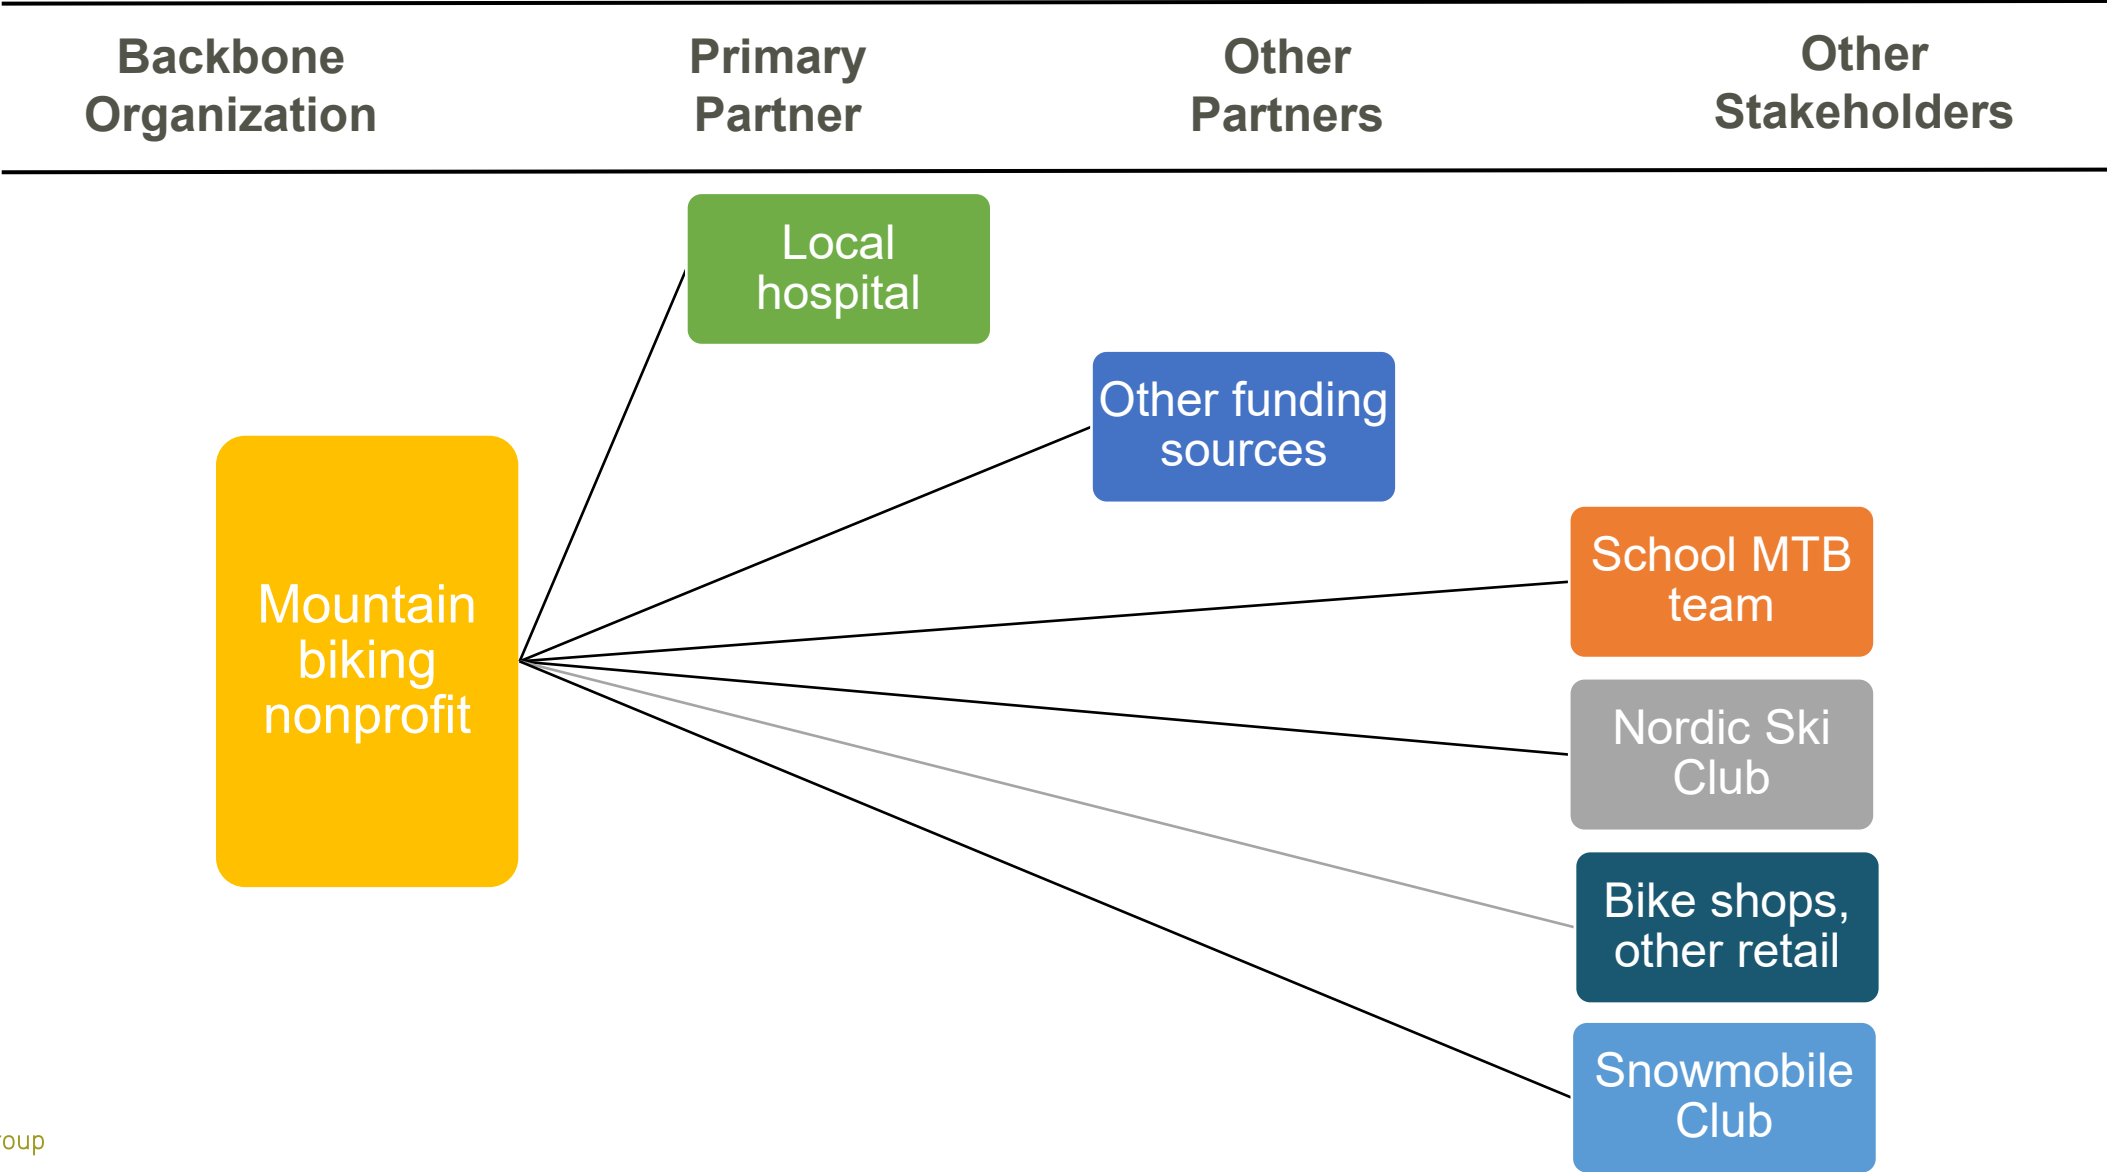 Backbone
Organization
Primary
Partner
Other
Partners
Other
Stakeholders
Local
hospital
Other funding
sources
Mountain
biking
nonprofit
School MTB
team
Nordic Ski
Club
Bike shops,
other retail
Snowmobile
Club
oup